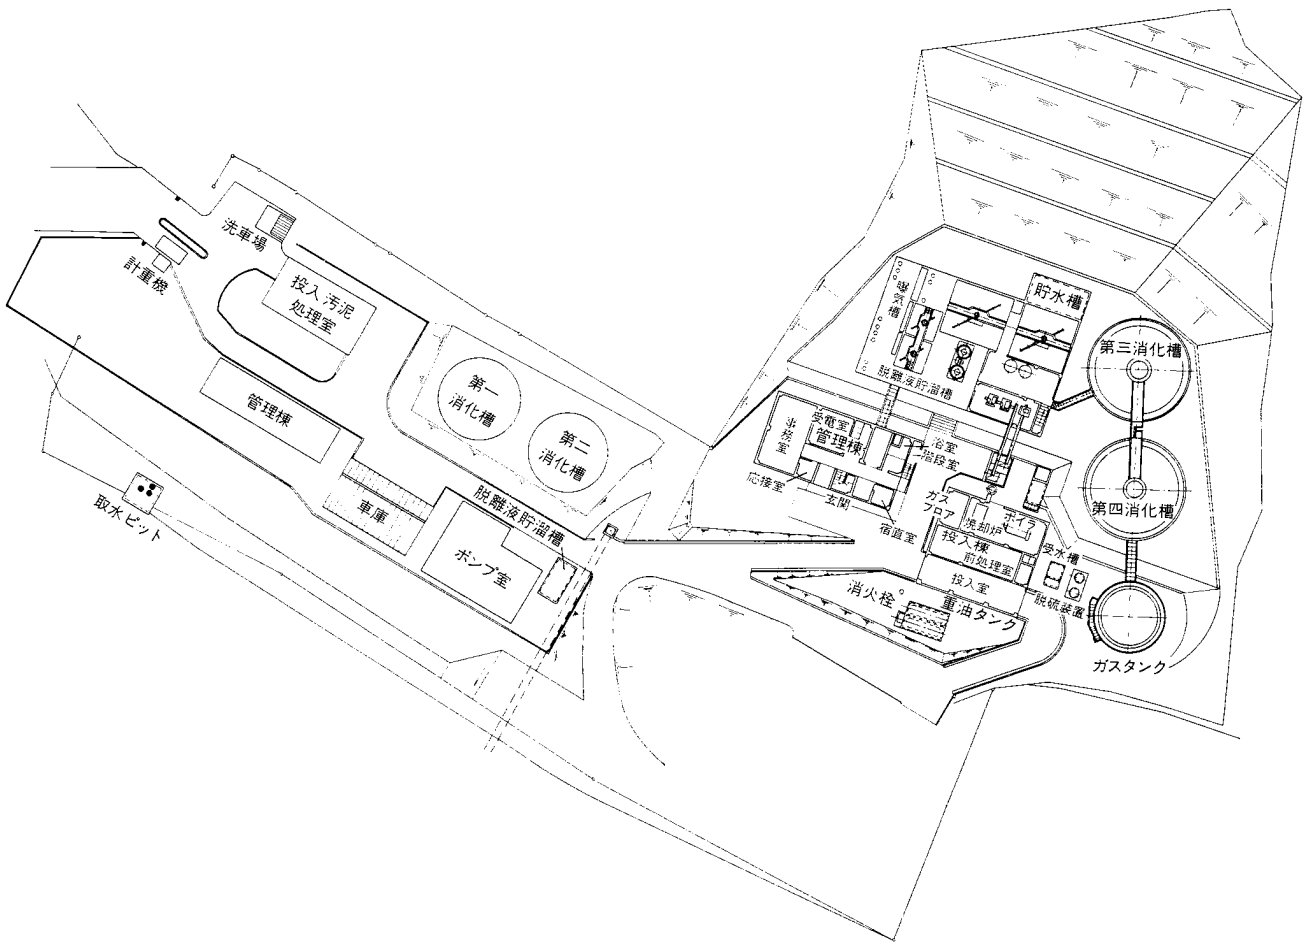 洗車場
計重機
投入汚泥
処理室
管理棟
第一
消化槽
第二
消化槽
車庫
取水ピット
脱離液貯溜槽
ポンプ室
曝気槽
貯水槽
第三消化槽
脱離液貯溜槽
事務室
受電室
管理棟
浴室
階段室
応接室
玄関
宿直室
ガス
ブロア
焼却炉
ボイラ
第四消化槽
投入棟
前処理室
受水槽
投入室
脱硫装置
消火栓
重油タンク
ガスタンク